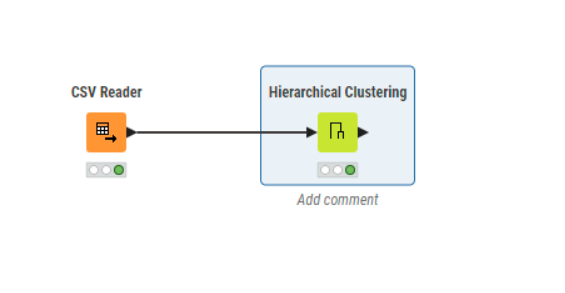 CSV Reader
Hierarchical Clustering
Add comment